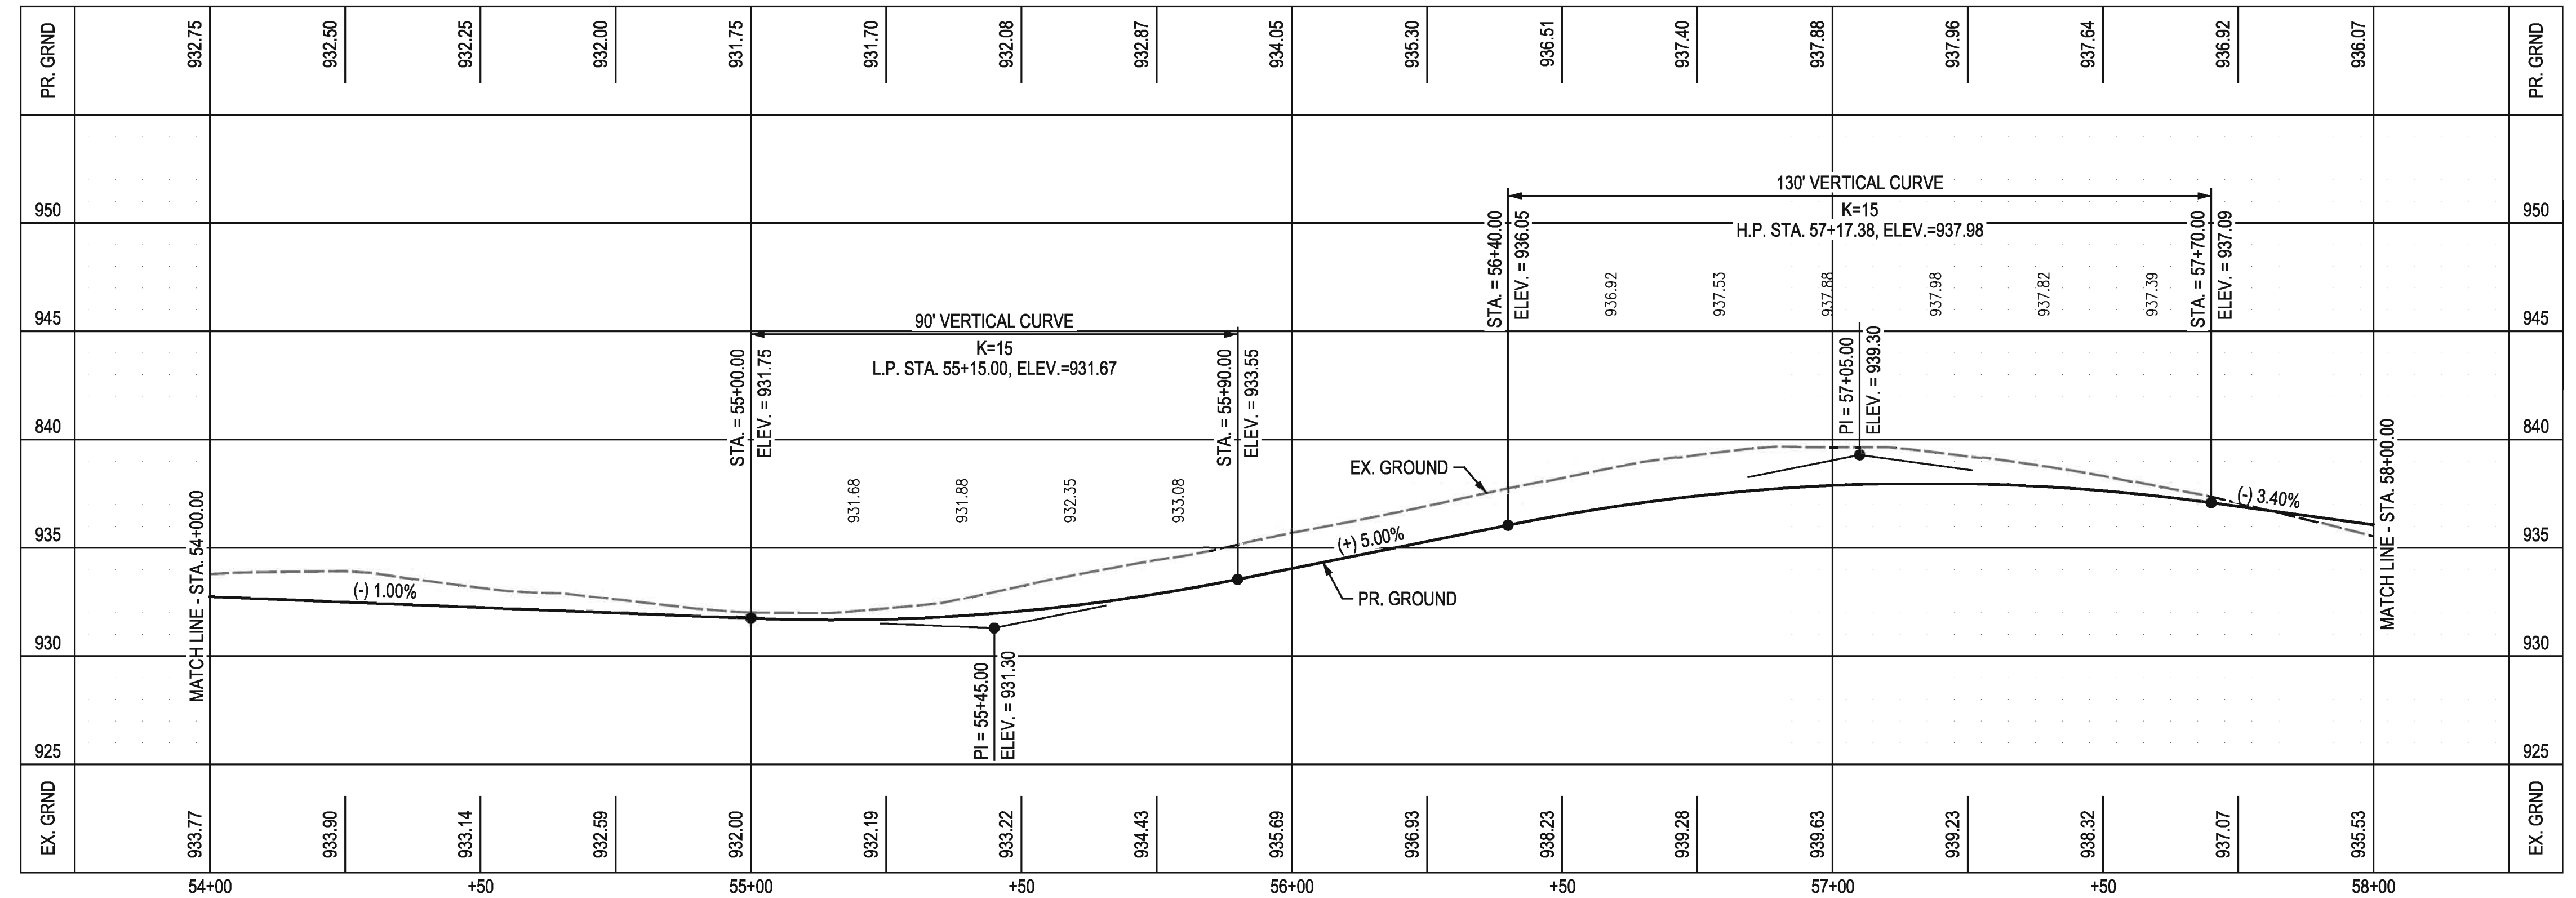 PR. GRND
932.75
932.50
932.25
932.00
931.75
931.70
932.08
932.87
934.05
935.30
936.51
937.40
937.88
937.96
937.64
936.92
936.07
PR. GRND
130' VERTICAL CURVE
K=15
H.P. STA. 57+17.38, ELEV.=937.98
STA. = 56+40.00
ELEV. = 936.05
STA. = 57+70.00
ELEV. = 937.09
936.92
937.53
937.88
937.98
937.82
937.39
950
950
945
945
90' VERTICAL CURVE
K=15
L.P. STA. 55+15.00, ELEV.=931.67
STA. = 55+00.00
ELEV. = 931.75
STA. = 55+90.00
ELEV. = 933.55
PI = 57+05.00
ELEV. = 939.30
840
840
931.68
931.88
932.35
933.08
EX. GROUND
(-) 3.40%
(+) 5.00%
935
935
MATCH LINE - STA. 54+00.00
MATCH LINE - STA. 58+00.00
(-) 1.00%
PR. GROUND
930
930
PI = 55+45.00
ELEV. = 931.30
925
925
EX. GRND
933.77
933.90
933.14
932.59
932.00
932.19
933.22
934.43
935.69
936.93
938.23
939.28
939.63
939.23
938.32
937.07
935.53
EX. GRND
54+00
+50
55+00
+50
56+00
+50
57+00
+50
58+00